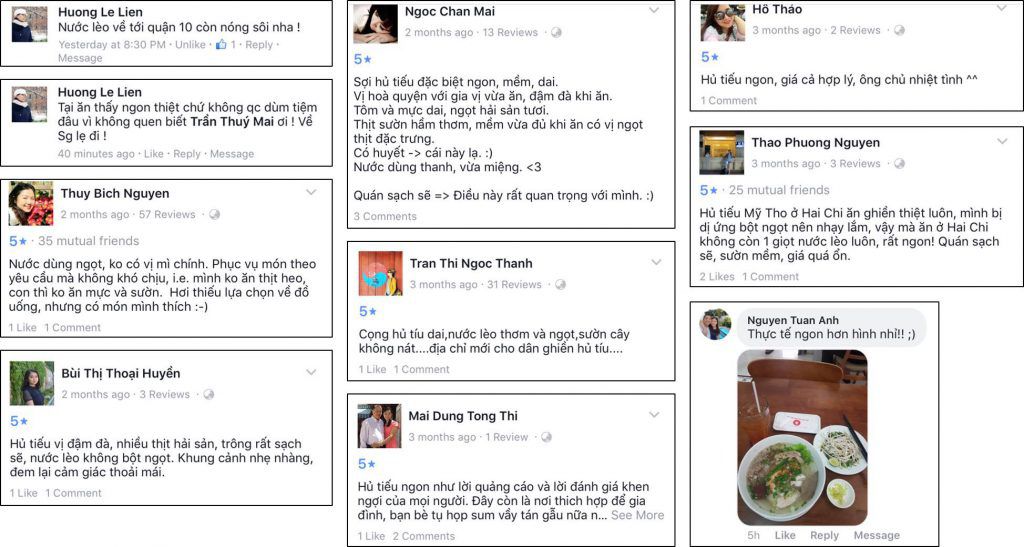 Huong Le Lien
Nước lèo về tới quận 10 còn nóng sôi nha !
Yesterday at 8:30 PM · Unlike · 1 · Reply ·
Message
Huong Le Lien
Tại ăn thấy ngon thiệt chứ không qc dùm tiệm
đâu vì không quen biết Trần Thuý Mai ơi ! Về
Sg lẹ đi !
40 minutes ago · Like · Reply · Message
Thuy Bich Nguyen
2 months ago · 57 Reviews ·
5★ · 35 mutual friends
Nước dùng ngọt, ko có vị mì chính. Phục vụ món theo
yêu cầu mà không khó chịu, i.e. mình ko ăn thịt heo,
con thì ko ăn mực và sườn.  Hơi thiếu lựa chọn về đồ
uống, nhưng có món mình thích :-)
1 Like 1 Comment
Bùi Thị Thoại Huyền
2 months ago · 3 Reviews ·
5★
Hủ tiếu vị đậm đà, nhiều thịt hải sản, trông rất sạch
sẽ, nước lèo không bột ngọt. Khung cảnh nhẹ nhàng,
đem lại cảm giác thoải mái.
1 Like 1 Comment
Ngoc Chan Mai
2 months ago · 13 Reviews ·
5★
Sợi hủ tiếu đặc biệt ngon, mềm, dai.
Vị hoà quyện với gia vị vừa ăn, đậm đà khi ăn.
Tôm và mực dai, ngọt hải sản tươi.
Thịt sườn hầm thơm, mềm vừa đủ khi ăn có vị ngọt
thịt đặc trưng.
Có huyết -> cái này lạ. :)
Nước dùng thanh, vừa miệng. <3
Quán sạch sẽ => Điều này rất quan trọng với mình. :)
3 Comments
Tran Thi Ngoc Thanh
3 months ago · 31 Reviews ·
5★
Cọng hủ tíu dai,nước lèo thơm và ngọt,sườn cây
không nát....địa chỉ mới cho dân ghiền hủ tíu....
1 Like 1 Comment
Mai Dung Tong Thi
3 months ago · 1 Review ·
5★
Hủ tiếu ngon như lời quảng cáo và lời đánh giá khen
ngợi của mọi người. Đây còn là nơi thích hợp để gia
đình, bạn bè tụ họp sum vầy tán gẫu nữa n... See More
1 Like 2 Comments
Hồ Thảo
3 months ago · 2 Reviews ·
5★
Hủ tiếu ngon, giá cả hợp lý, ông chủ nhiệt tình ^^
1 Comment
Thao Phuong Nguyen
3 months ago · 3 Reviews ·
5★ · 25 mutual friends
Hủ tiếu Mỹ Tho ở Hai Chi ăn ghiền thiệt luôn, mình bị
dị ứng bột ngọt nên nhạy lắm, vậy mà ăn ở Hai Chi
không còn 1 giọt nước lèo luôn, rất ngon! Quán sạch
sẽ, sườn mềm, giá quá ổn.
2 Likes 1 Comment
Nguyen Tuan Anh
Thực tế ngon hơn hình nhỉ!! ;)
5h Like Reply Message